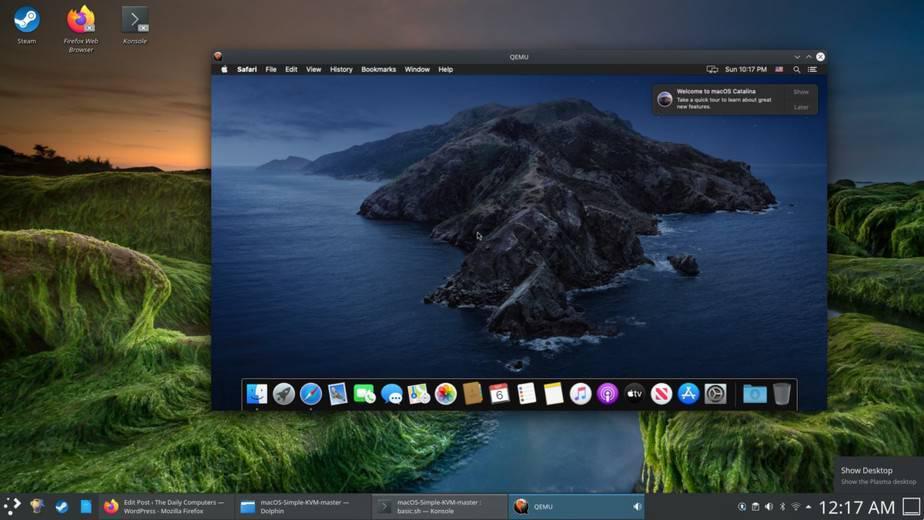 Steam
Firefox Web
Browser
Konsole
QEMU
Safari File Edit View History Bookmarks Window Help
Sun 10:17 PM
Welcome to macOS Catalina
Take a quick tour to learn about great
new features.
Show
Later
6
tv
Show Desktop
Show the Plasma desktop
Edit Post ‹ The Daily Computers —
WordPress - Mozilla Firefox
macOS-Simple-KVM-master —
Dolphin
macOS-Simple-KVM-master :
basic.sh — Konsole
QEMU
12:17 AM